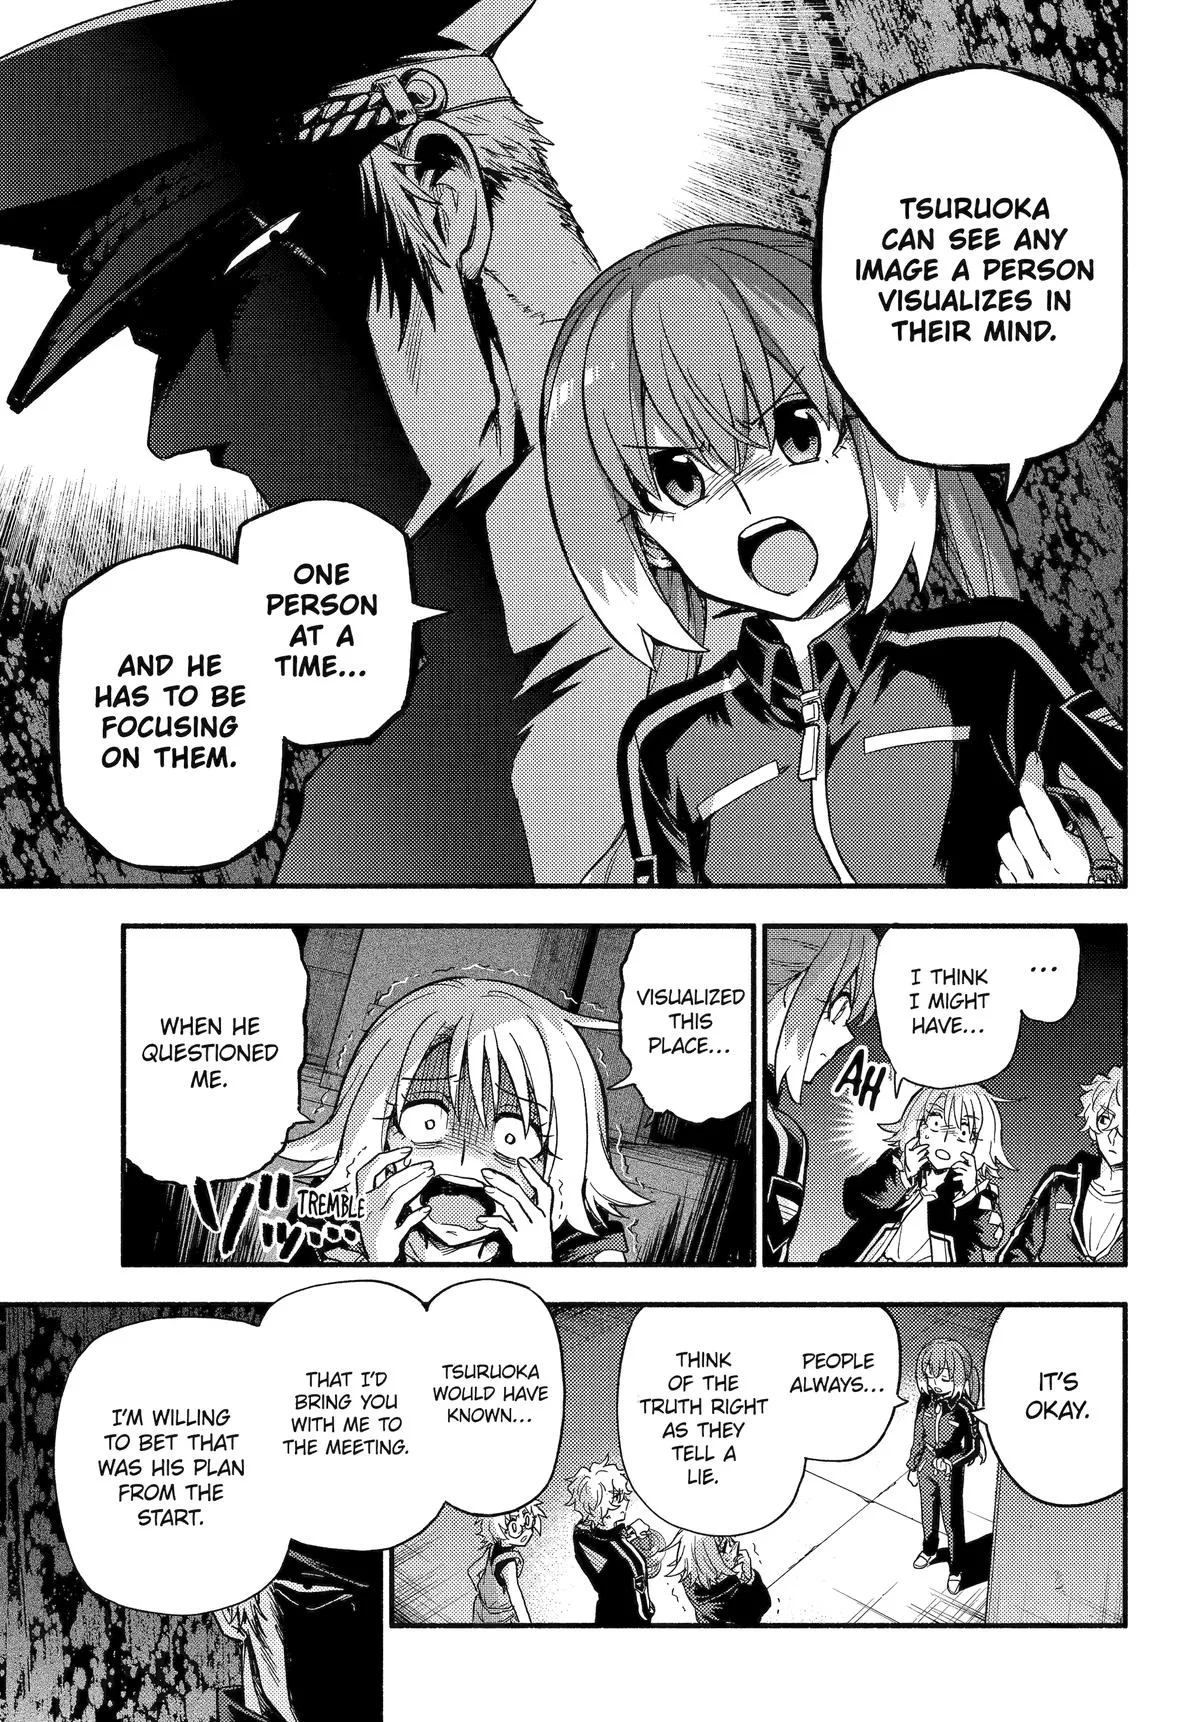 TSURUOKA
CAN SEE ANY
IMAGE A PERSON
VISUALIZES IN
THEIR MIND.
ONE
PERSON
AT A
TIME...
AND HE
HAS TO BE
FOCUSING
ON THEM.
...
I THINK
I MIGHT
HAVE...
AH
VISUALIZED
THIS
PLACE...
WHEN HE
QUESTIONED
ME.
TREMBLE
ゾゾッ...
IT'S
OKAY.
PEOPLE
ALWAYS...
THINK
OF THE
TRUTH RIGHT
AS THEY
TELL A
LIE.
TSURUOKA
WOULD HAVE
KNOWN...
THAT I'D
BRING YOU
WITH ME TO
THE MEETING.
I'M WILLING
TO BET THAT
WAS HIS PLAN
FROM THE
START.